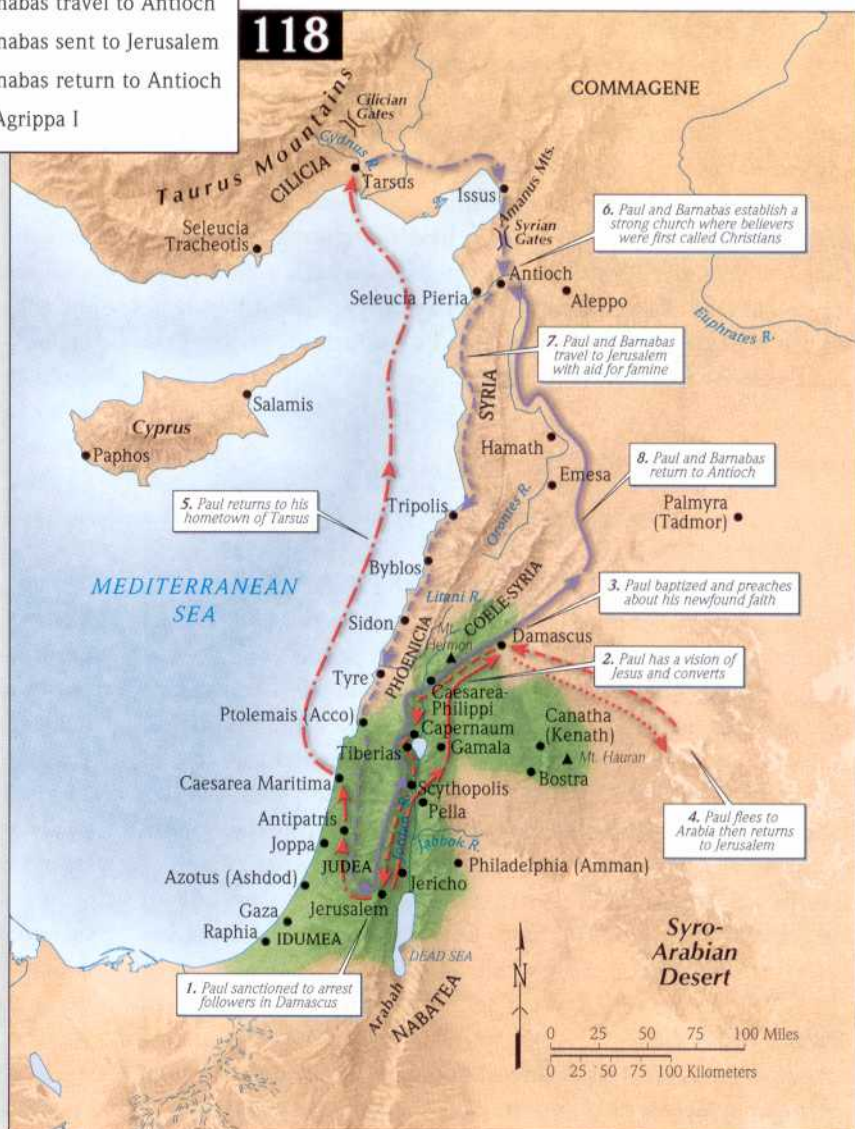 nabas travel to Antioch
nabas sent to Jerusalem
nabas return to Antioch
Agrippa I
118
COMMAGENE
Taurus Mountains
Cilician
Gates
Cydnus R.
CILICIA
Tarsus
Issus
Amanus Mts.
Syrian
Gates
Seleucia
Tracheotis
6. Paul and Barnabas establish a
strong church where believers
were first called Christians
Antioch
Seleucia Pieria
Aleppo
Euphrates R.
7. Paul and Barnabas
travel to Jerusalem
with aid for famine
SYRIA
Salamis
Cyprus
Paphos
Hamath
Emesa
8. Paul and Barnabas
return to Antioch
Palmyra
(Tadmor)
5. Paul returns to his
hometown of Tarsus
Tripolis
Orontes R.
Byblos
MEDITERRANEAN
SEA
Litani R.
COELE-SYRIA
3. Paul baptized and preaches
about his newfound faith
Sidon
PHOENICIA
Mt.
Hermon
Damascus
2. Paul has a vision of
Jesus and converts
Tyre
Caesarea-
Philippi
Ptolemais (Acco)
Capernaum
Canatha
(Kenath)
Tiberias
Gamala
Mt. Hauran
Bostra
Caesarea Maritima
Scythopolis
Pella
4. Paul flees to
Arabia then returns
to Jerusalem
Antipatris
Joppa
Jordan R.
Jabbok R.
JUDEA
Philadelphia (Amman)
Azotus (Ashdod)
Jericho
Jerusalem
Gaza
Raphia
IDUMEA
Syro-
Arabian
Desert
DEAD SEA
1. Paul sanctioned to arrest
followers in Damascus
Arabah
NABATEA
N
0 25 50 75 100 Miles
0 25 50 75 100 Kilometers